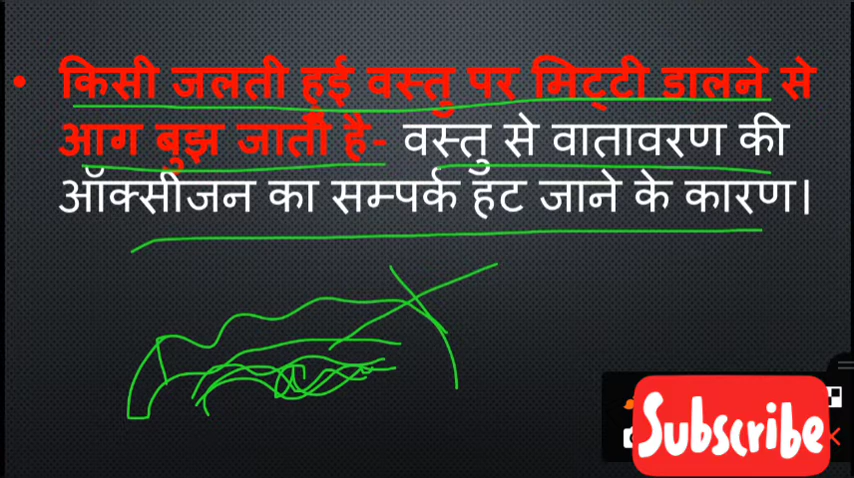 • किसी जलती हुई वस्तु पर मिट्टी डालने से
आग बुझ जाती है- वस्तु से वातावरण की
ऑक्सीजन का सम्पर्क हट जाने के कारण।
Subscribe